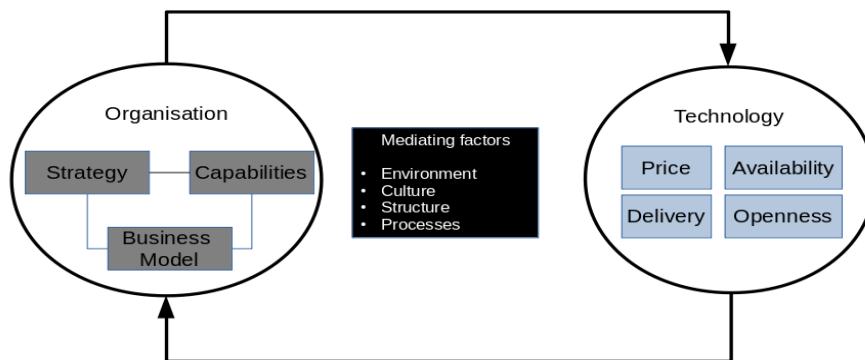 Organisation
Strategy
Capabilities
Business
Model
Mediating factors
• Environment
• Culture
• Structure
• Processes
Technology
Price
Availability
Delivery
Openness